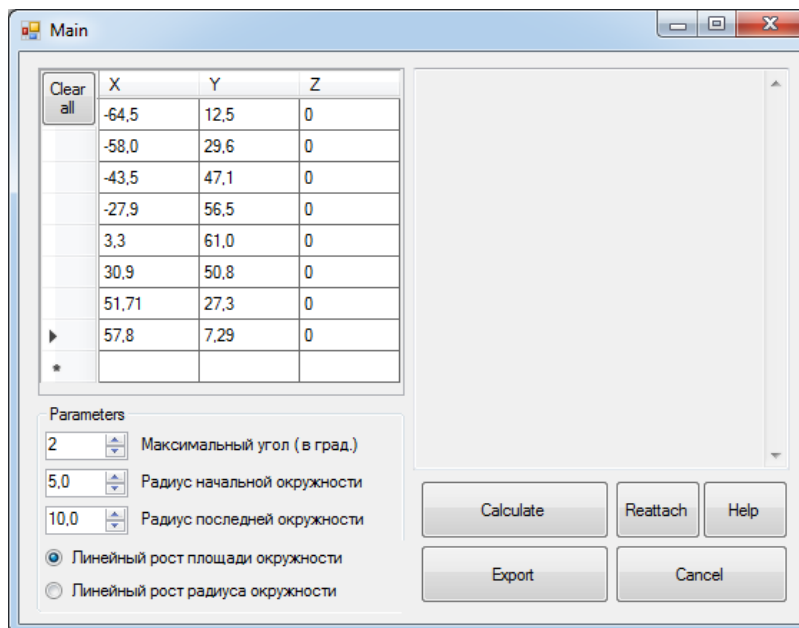 Main
Clear all X Y Z
-64,5 12,5 0
-58,0 29,6 0
-43,5 47,1 0
-27,9 56,5 0
3,3 61,0 0
30,9 50,8 0
51,71 27,3 0
57,8 7,29 0
Parameters
2 Максимальный угол ( в град.)
5,0 Радиус начальной окружности
10,0 Радиус последней окружности
Линейный рост площади окружности
Линейный рост радиуса окружности
Calculate Reattach Help
Export Cancel